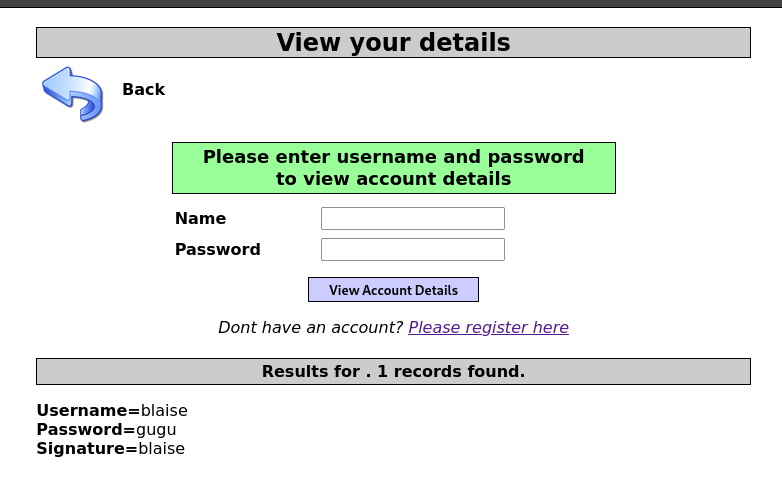 View your details
Back
Please enter username and password
to view account details
Name
Password
View Account Details
Dont have an account? Please register here
Results for . 1 records found.
Username=blaise
Password=gugu
Signature=blaise